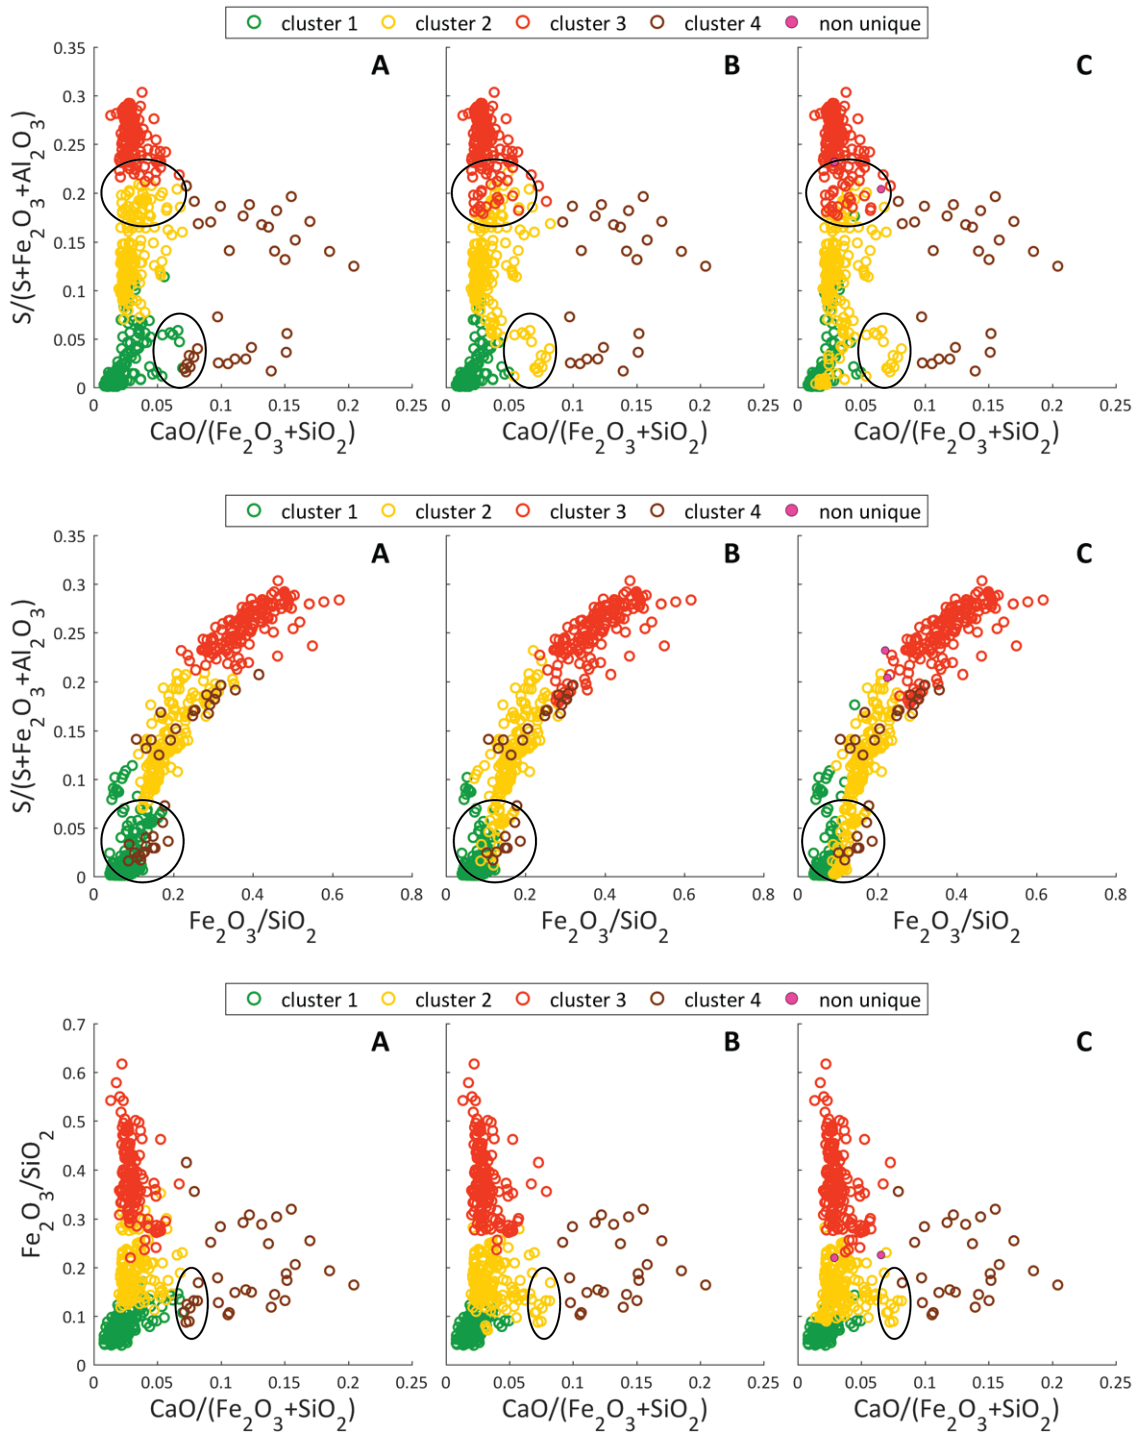 cluster 1 cluster 2 cluster 3 cluster 4 non unique
A B C
0.35
0.3
0.25
0.2
0.15
0.1
0.05
0
S/(S+Fe₂O₃+Al₂O₃)
0 0.05 0.1 0.15 0.2 0.25 0 0.05 0.1 0.15 0.2 0.25 0 0.05 0.1 0.15 0.2 0.25
CaO/(Fe₂O₃+SiO₂) CaO/(Fe₂O₃+SiO₂) CaO/(Fe₂O₃+SiO₂)
cluster 1 cluster 2 cluster 3 cluster 4 non unique
A B C
0.35
0.3
0.25
0.2
0.15
0.1
0.05
0
S/(S+Fe₂O₃+Al₂O₃)
0 0.2 0.4 0.6 0.8 0 0.2 0.4 0.6 0.8 0 0.2 0.4 0.6 0.8
Fe₂O₃/SiO₂ Fe₂O₃/SiO₂ Fe₂O₃/SiO₂
cluster 1 cluster 2 cluster 3 cluster 4 non unique
A B C
0.7
0.6
0.5
0.4
0.3
0.2
0.1
0
Fe₂O₃/SiO₂
0 0.05 0.1 0.15 0.2 0.25 0 0.05 0.1 0.15 0.2 0.25 0 0.05 0.1 0.15 0.2 0.25
CaO/(Fe₂O₃+SiO₂) CaO/(Fe₂O₃+SiO₂) CaO/(Fe₂O₃+SiO₂)